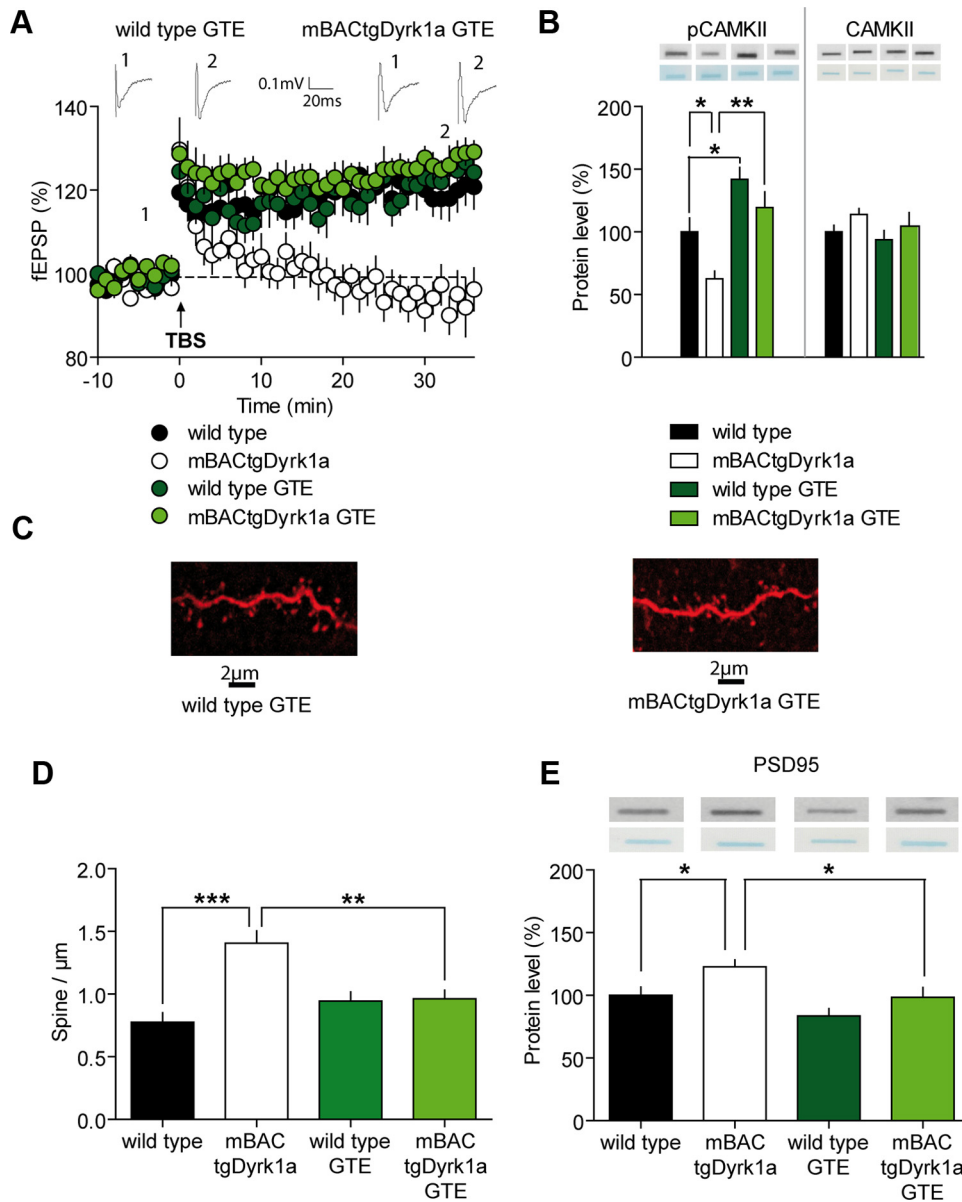 A
wild type GTE
mBACtgDyrk1a GTE
1
2
0.1mV
20ms
1
2
140
120
100
80
fEPSP (%)
1
2
TBS
-10
0
10
20
30
Time (min)
wild type
mBACtgDyrk1a
wild type GTE
mBACtgDyrk1a GTE
B
pCAMKII
CAMKII
200
150
100
50
0
Protein level (%)
*
**
*
wild type
mBACtgDyrk1a
wild type GTE
mBACtgDyrk1a GTE
C
2µm
wild type GTE
2µm
mBACtgDyrk1a GTE
D
2.0
1.5
1.0
0.5
0.0
Spine / µm
***
**
wild type
mBAC
tgDyrk1a
wild type
GTE
mBAC
tgDyrk1a
GTE
E
PSD95
200
150
100
50
0
Protein level (%)
*
*
wild type
mBAC
tgDyrk1a
wild type
GTE
mBAC
tgDyrk1a
GTE